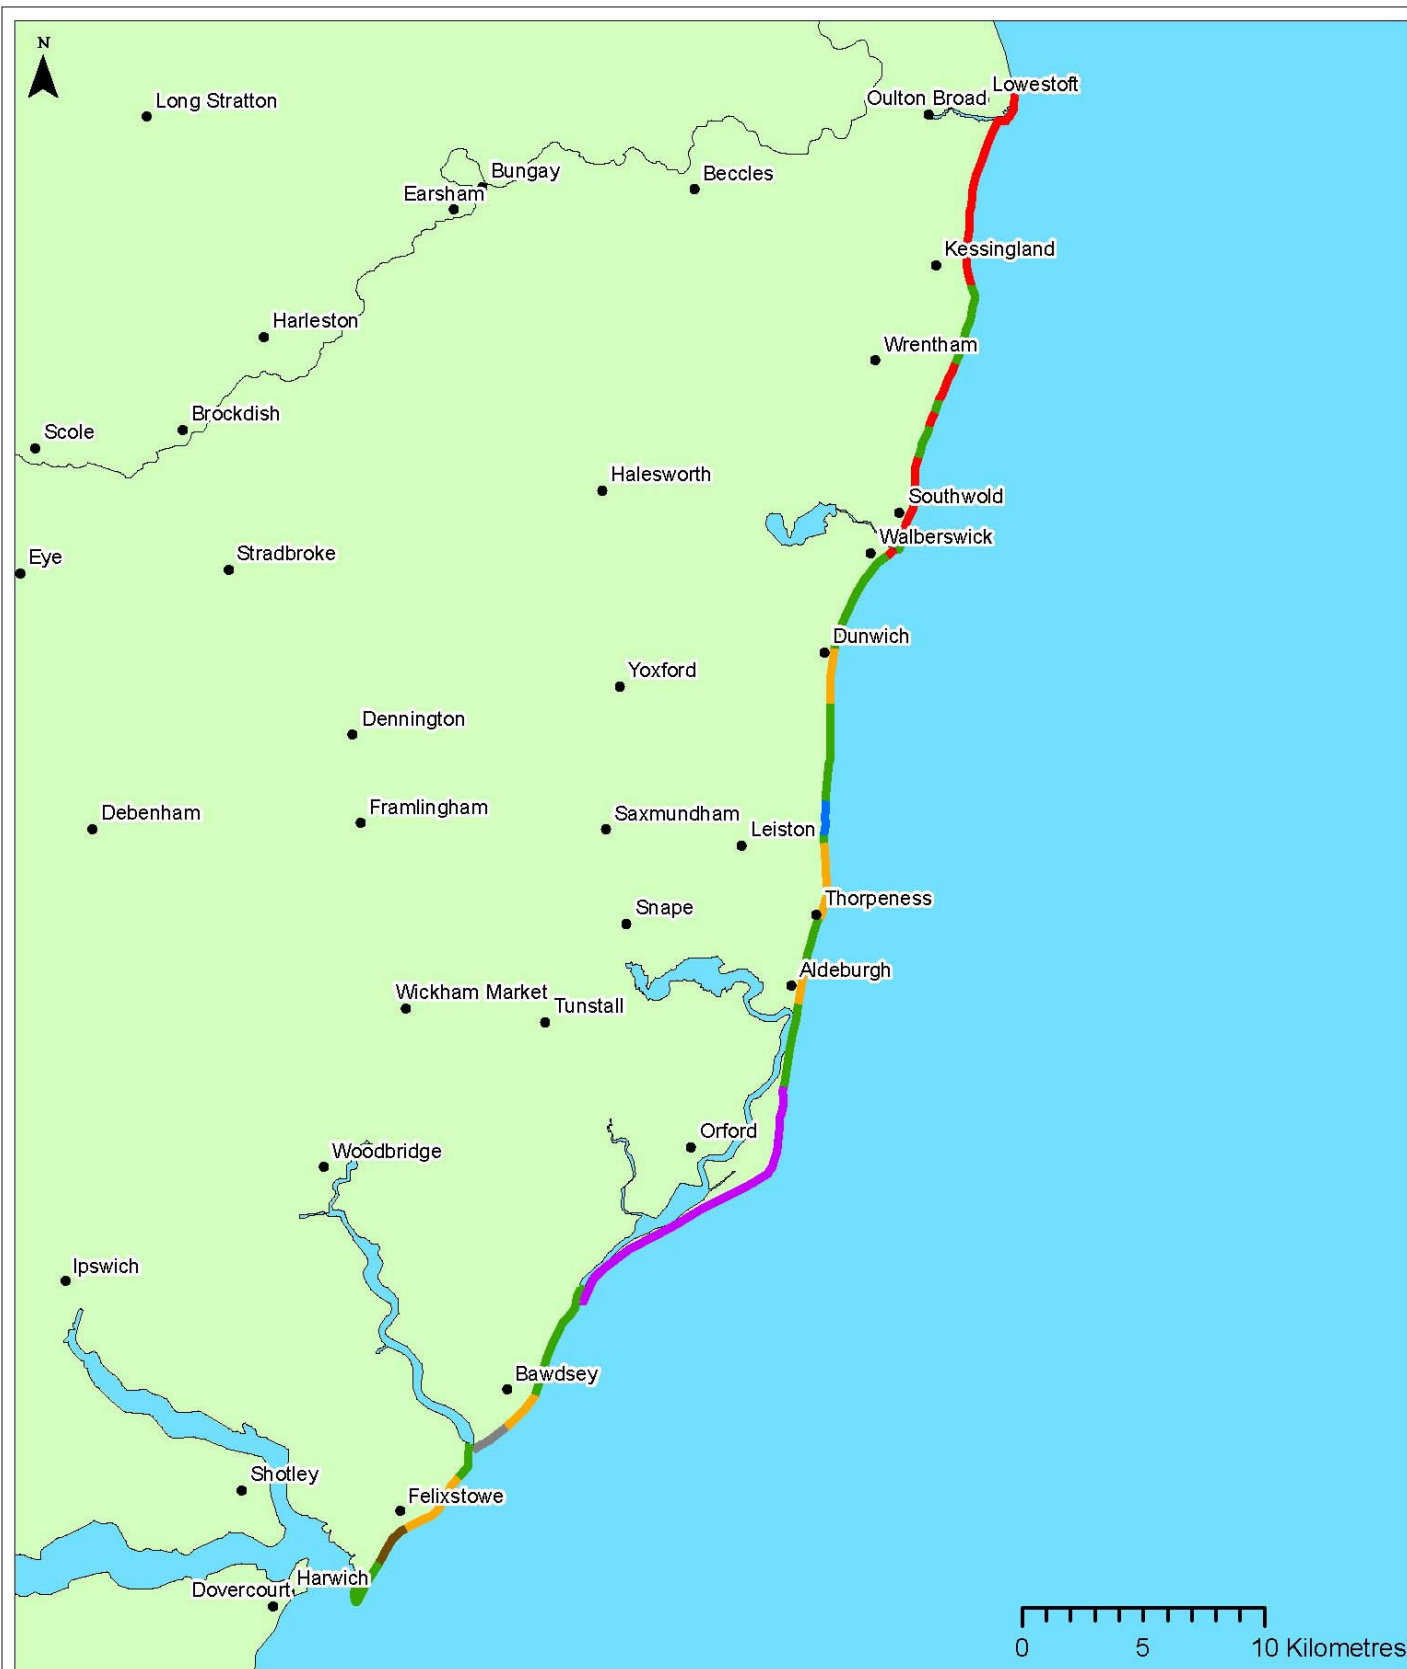 N
Lowestoft
Oulton Broad
Long Stratton
Bungay
Beccles
Earsham
Kessingland
Harleston
Wrentham
Brockdish
Scole
Halesworth
Southwold
Walberswick
Stradbroke
Eye
Dunwich
Yoxford
Dennington
Framlingham
Debenham
Saxmundham
Leiston
Thorpeness
Snape
Aldeburgh
Wickham Market
Tunstall
Orford
Woodbridge
Ipswich
Bawdsey
Shotley
Felixstowe
Harwich
Dovercourt
0 5 10 Kilometres